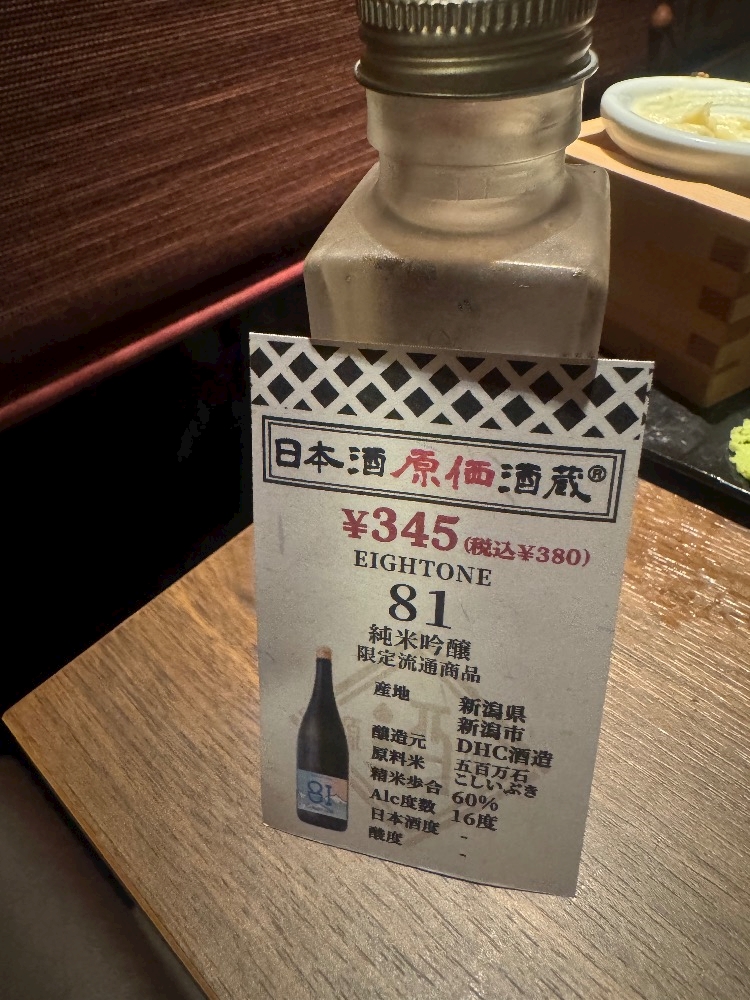 日本酒原価酒蔵®
¥345(税込¥380)
EIGHTONE
81
純米吟醸
限定流通商品
産地 新潟県
新潟市
醸造元 DHC酒造
原料米 五百万石
こしいぶき
精米歩合 60%
Alc度数 16度
日本酒度 -
酸度 -
81